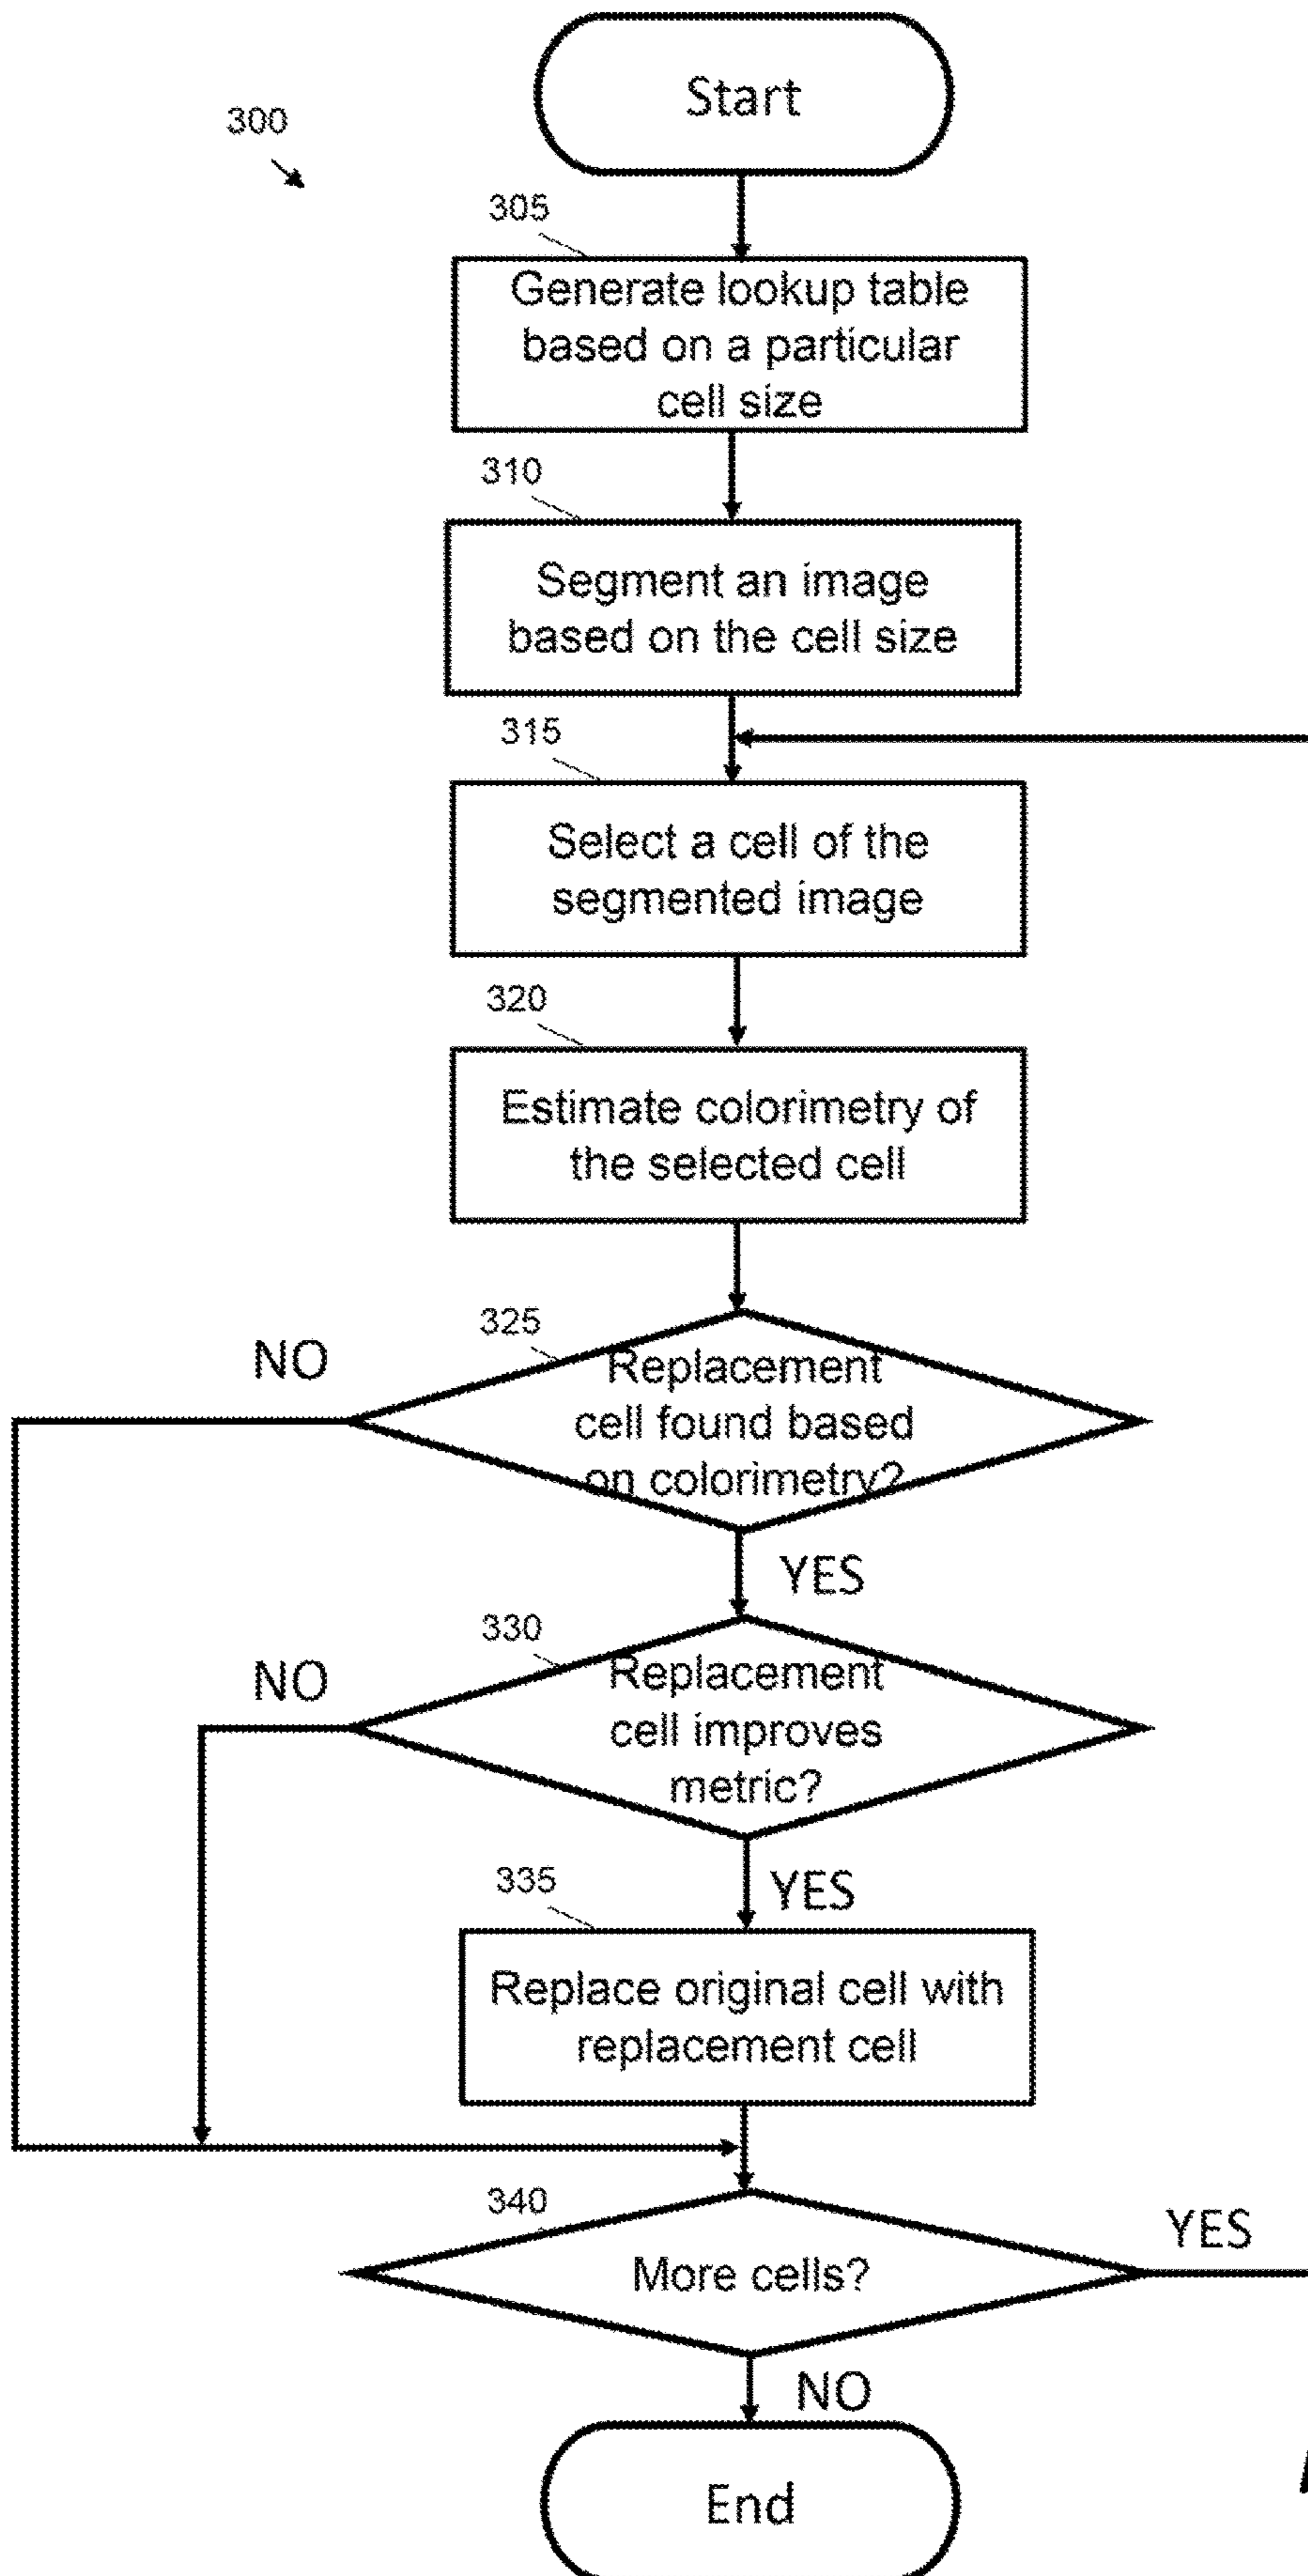 Start
300
305
Generate lookup table
based on a particular
cell size
310
Segment an image
based on the cell size
315
Select a cell of the
segmented image
320
Estimate colorimetry of
the selected cell
325
NO
Replacement
cell found based
on colorimetry?
YES
330
NO
Replacement
cell improves
metric?
YES
335
Replace original cell with
replacement cell
340
YES
More cells?
NO
End